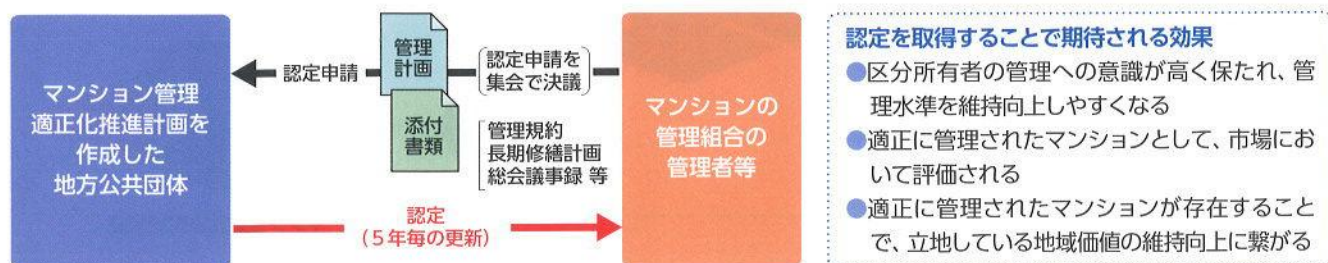 マンション管理
適正化推進計画を
作成した
地方公共団体
認定申請
管理
計画
認定申請を
集会で決議
添付
書類
管理規約
長期修繕計画
総会議事録 等
認定
（5年毎の更新）
マンションの
管理組合の
管理者等
認定を取得することで期待される効果
●区分所有者の管理への意識が高く保たれ、管
理水準を維持向上しやすくなる
●適正に管理されたマンションとして、市場にお
いて評価される
●適正に管理されたマンションが存在すること
で、立地している地域価値の維持向上に繋がる